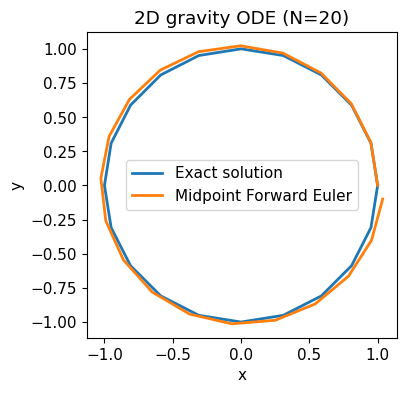 2D gravity ODE (N=20)
1.00
0.75
0.50
0.25
0.00
−0.25
−0.50
−0.75
−1.00
y
Exact solution
Midpoint Forward Euler
−1.0
−0.5
0.0
0.5
1.0
x